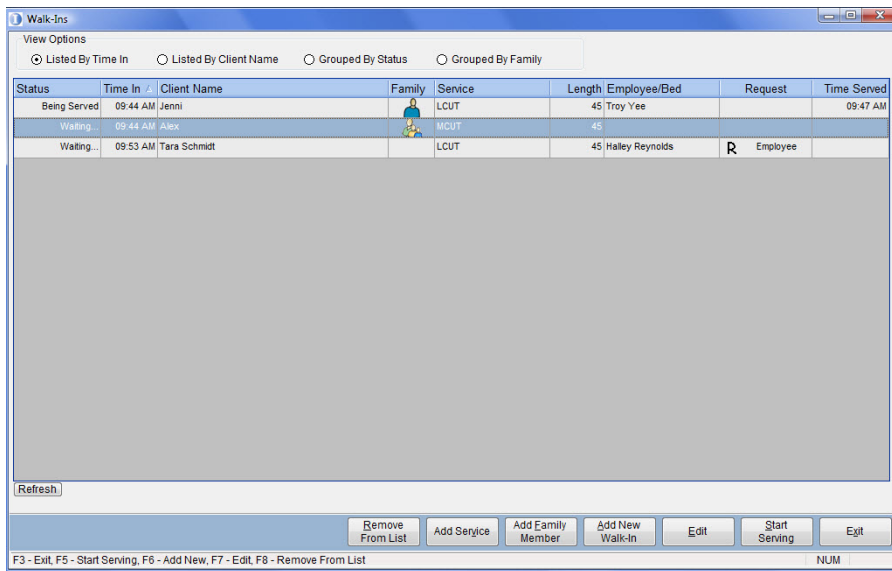 Walk-Ins
View Options
Listed By Time In Listed By Client Name Grouped By Status Grouped By Family
Status Time In Client Name Family Service Length Employee/Bed Request Time Served
Being Served 09:44 AM Jenni LCUT 45 Troy Yee 09:47 AM
Waiting... 09:44 AM Alex MCUT 45
Waiting... 09:53 AM Tara Schmidt LCUT 45 Halley Reynolds R Employee
Refresh
Remove From List Add Service Add Family Member Add New Walk-In Edit Start Serving Exit
F3 - Exit, F5 - Start Serving, F6 - Add New, F7 - Edit, F8 - Remove From List NUM